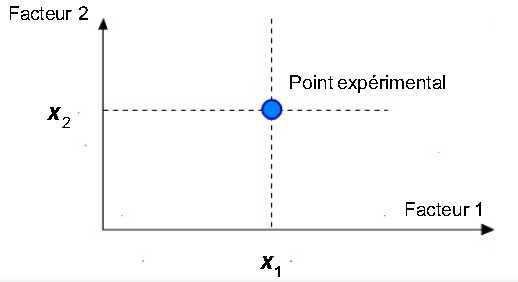 Facteur 2
Point expérimental
x₂
Facteur 1
x₁